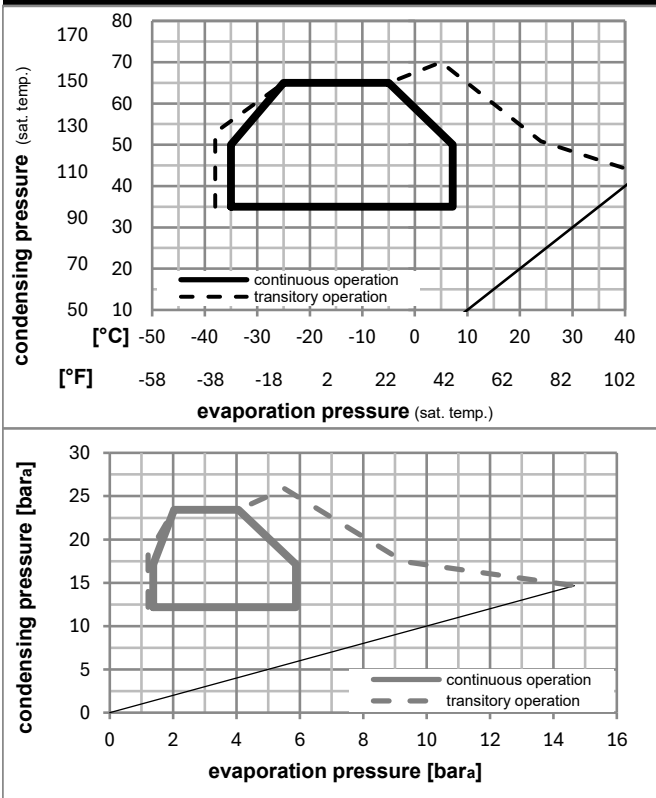 condensing pressure (sat. temp.)
170 80
70
150 60
130 50
110 40
90 30
70 20
50 10
continuous operation
transitory operation
[°C] -50 -40 -30 -20 -10 0 10 20 30 40
[°F] -58 -38 -18 2 22 42 62 82 102
evaporation pressure (sat. temp.)
condensing pressure [bara]
30
25
20
15
10
5
0
continuous operation
transitory operation
0 2 4 6 8 10 12 14 16
evaporation pressure [bara]